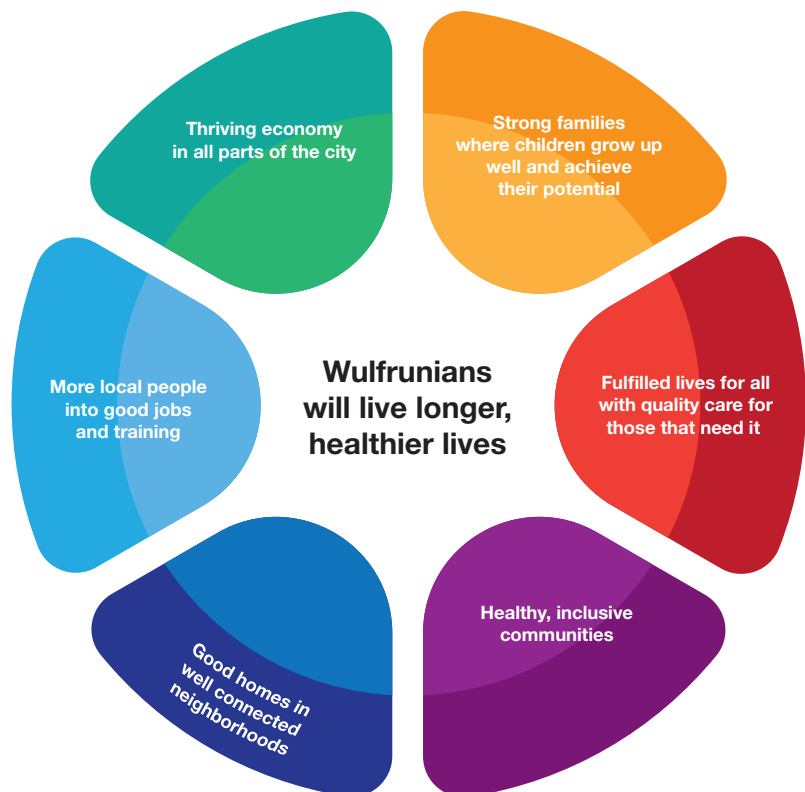 Thriving economy
in all parts of the city
Strong families
where children grow up
well and achieve
their potential
More local people
into good jobs
and training
Wulfrunians
will live longer,
healthier lives
Fulfilled lives for all
with quality care for
those that need it
Good homes in
well connected
neighborhoods
Healthy, inclusive
communities